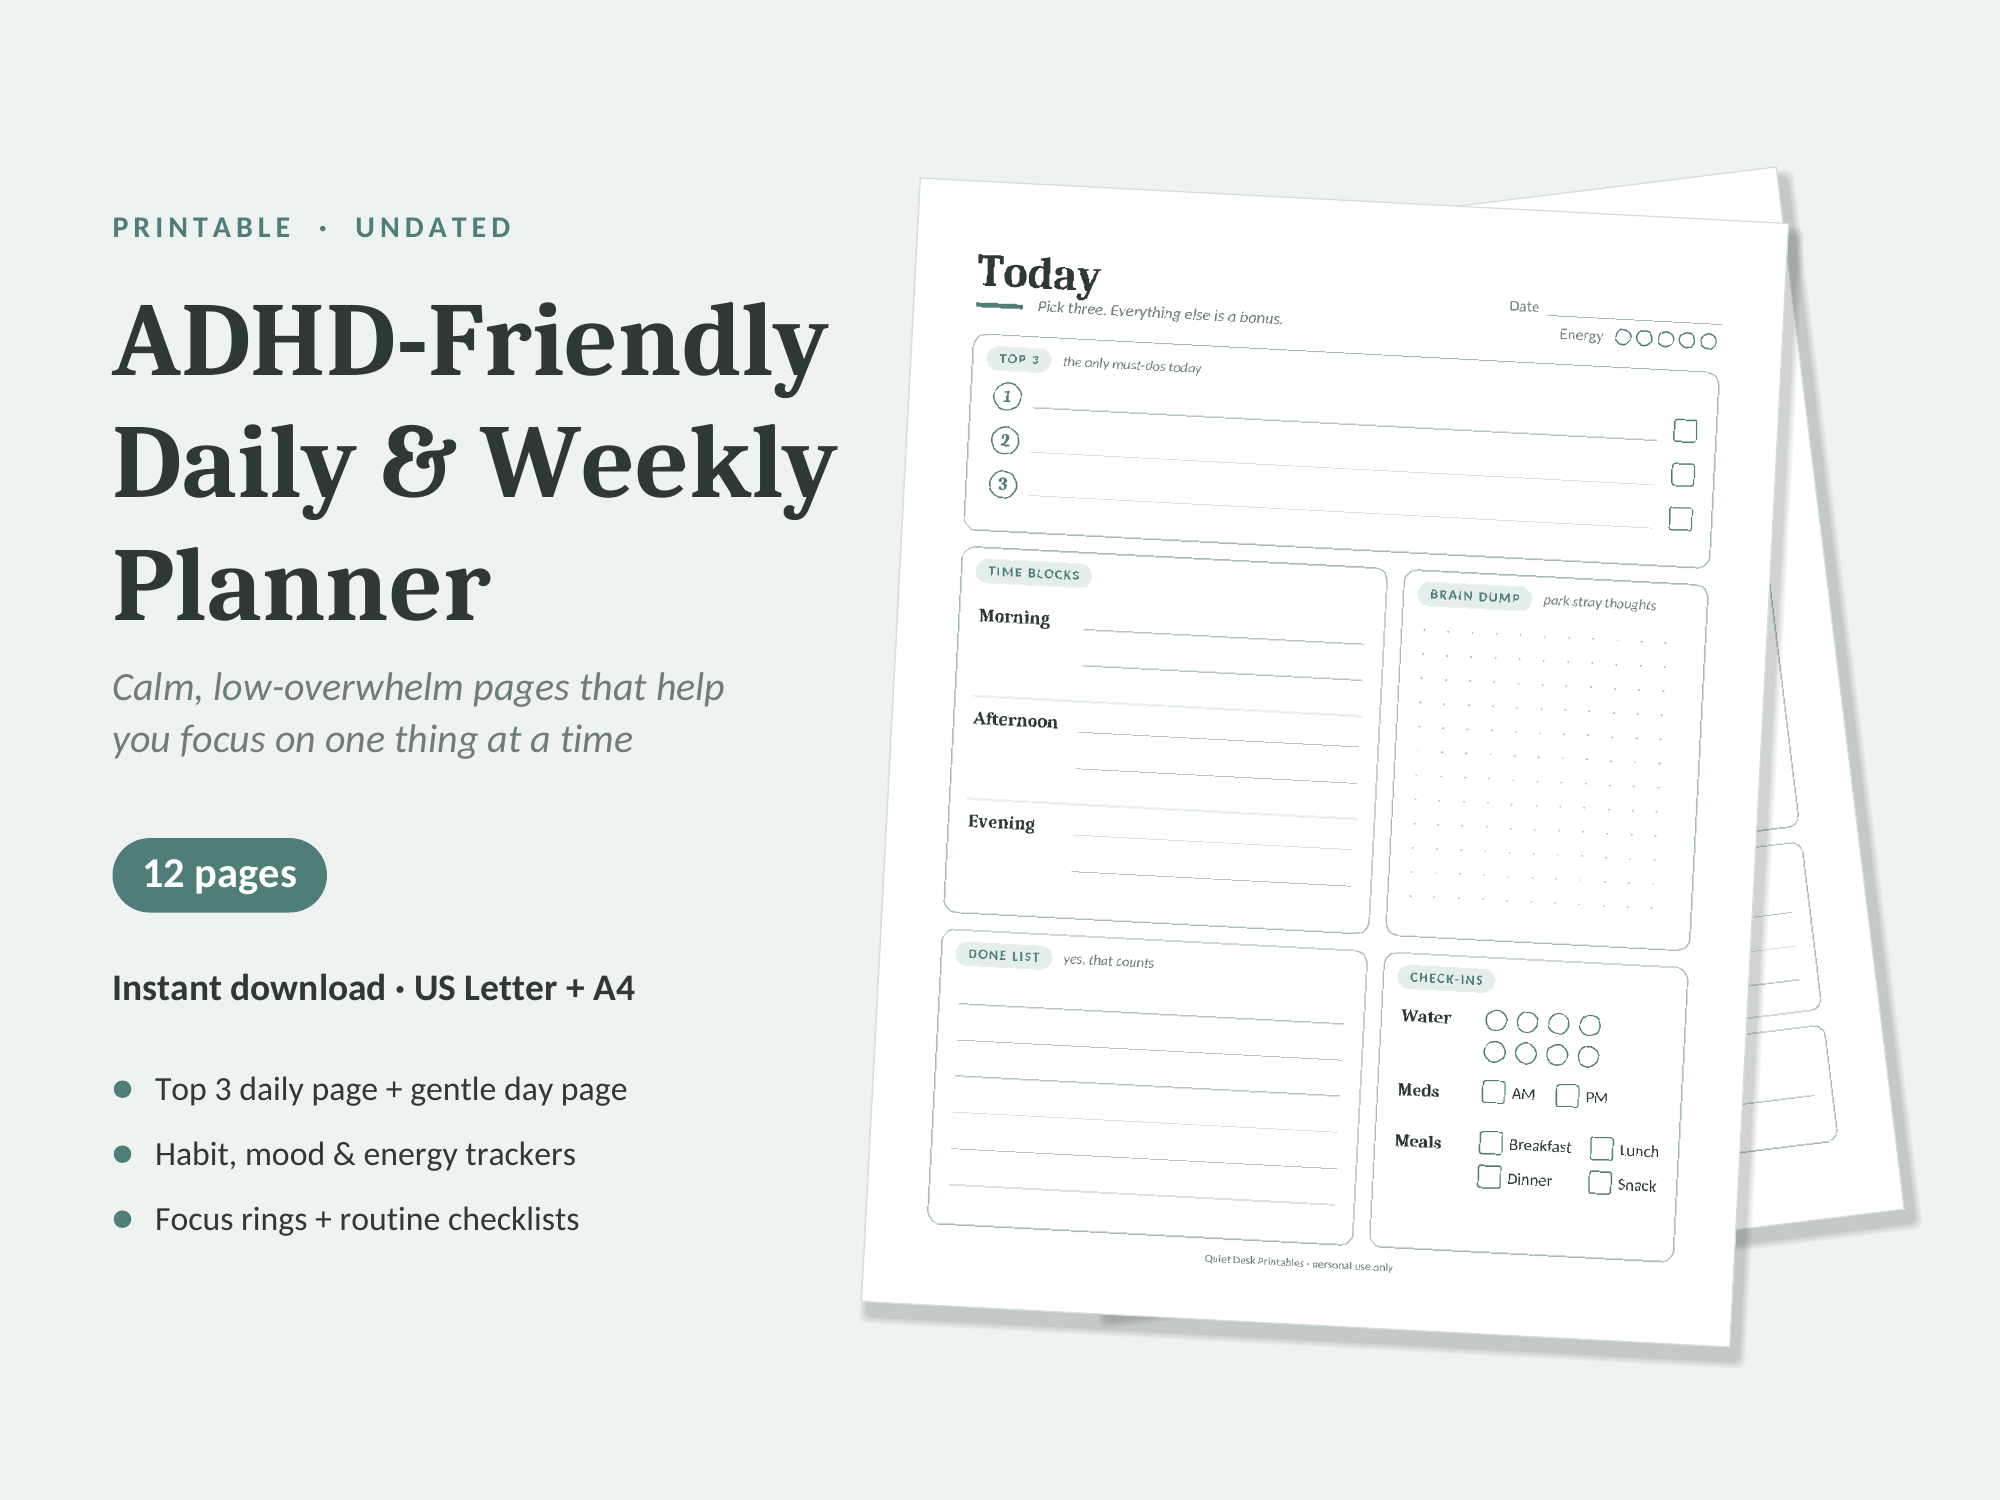 PRINTABLE · UNDATED
ADHD-Friendly
Daily & Weekly
Planner
Calm, low-overwhelm pages that help
you focus on one thing at a time
12 pages
Instant download · US Letter + A4
Top 3 daily page + gentle day page
Habit, mood & energy trackers
Focus rings + routine checklists
Today
Pick three. Everything else is a bonus.
Date
Energy
TOP 3 the only must-dos today
1
2
3
TIME BLOCKS
Morning
Afternoon
Evening
BRAIN DUMP park stray thoughts
DONE LIST yes, that counts
CHECK-INS
Water
Meds AM PM
Meals Breakfast Lunch
Dinner Snack
Quiet Desk Printables · personal use only